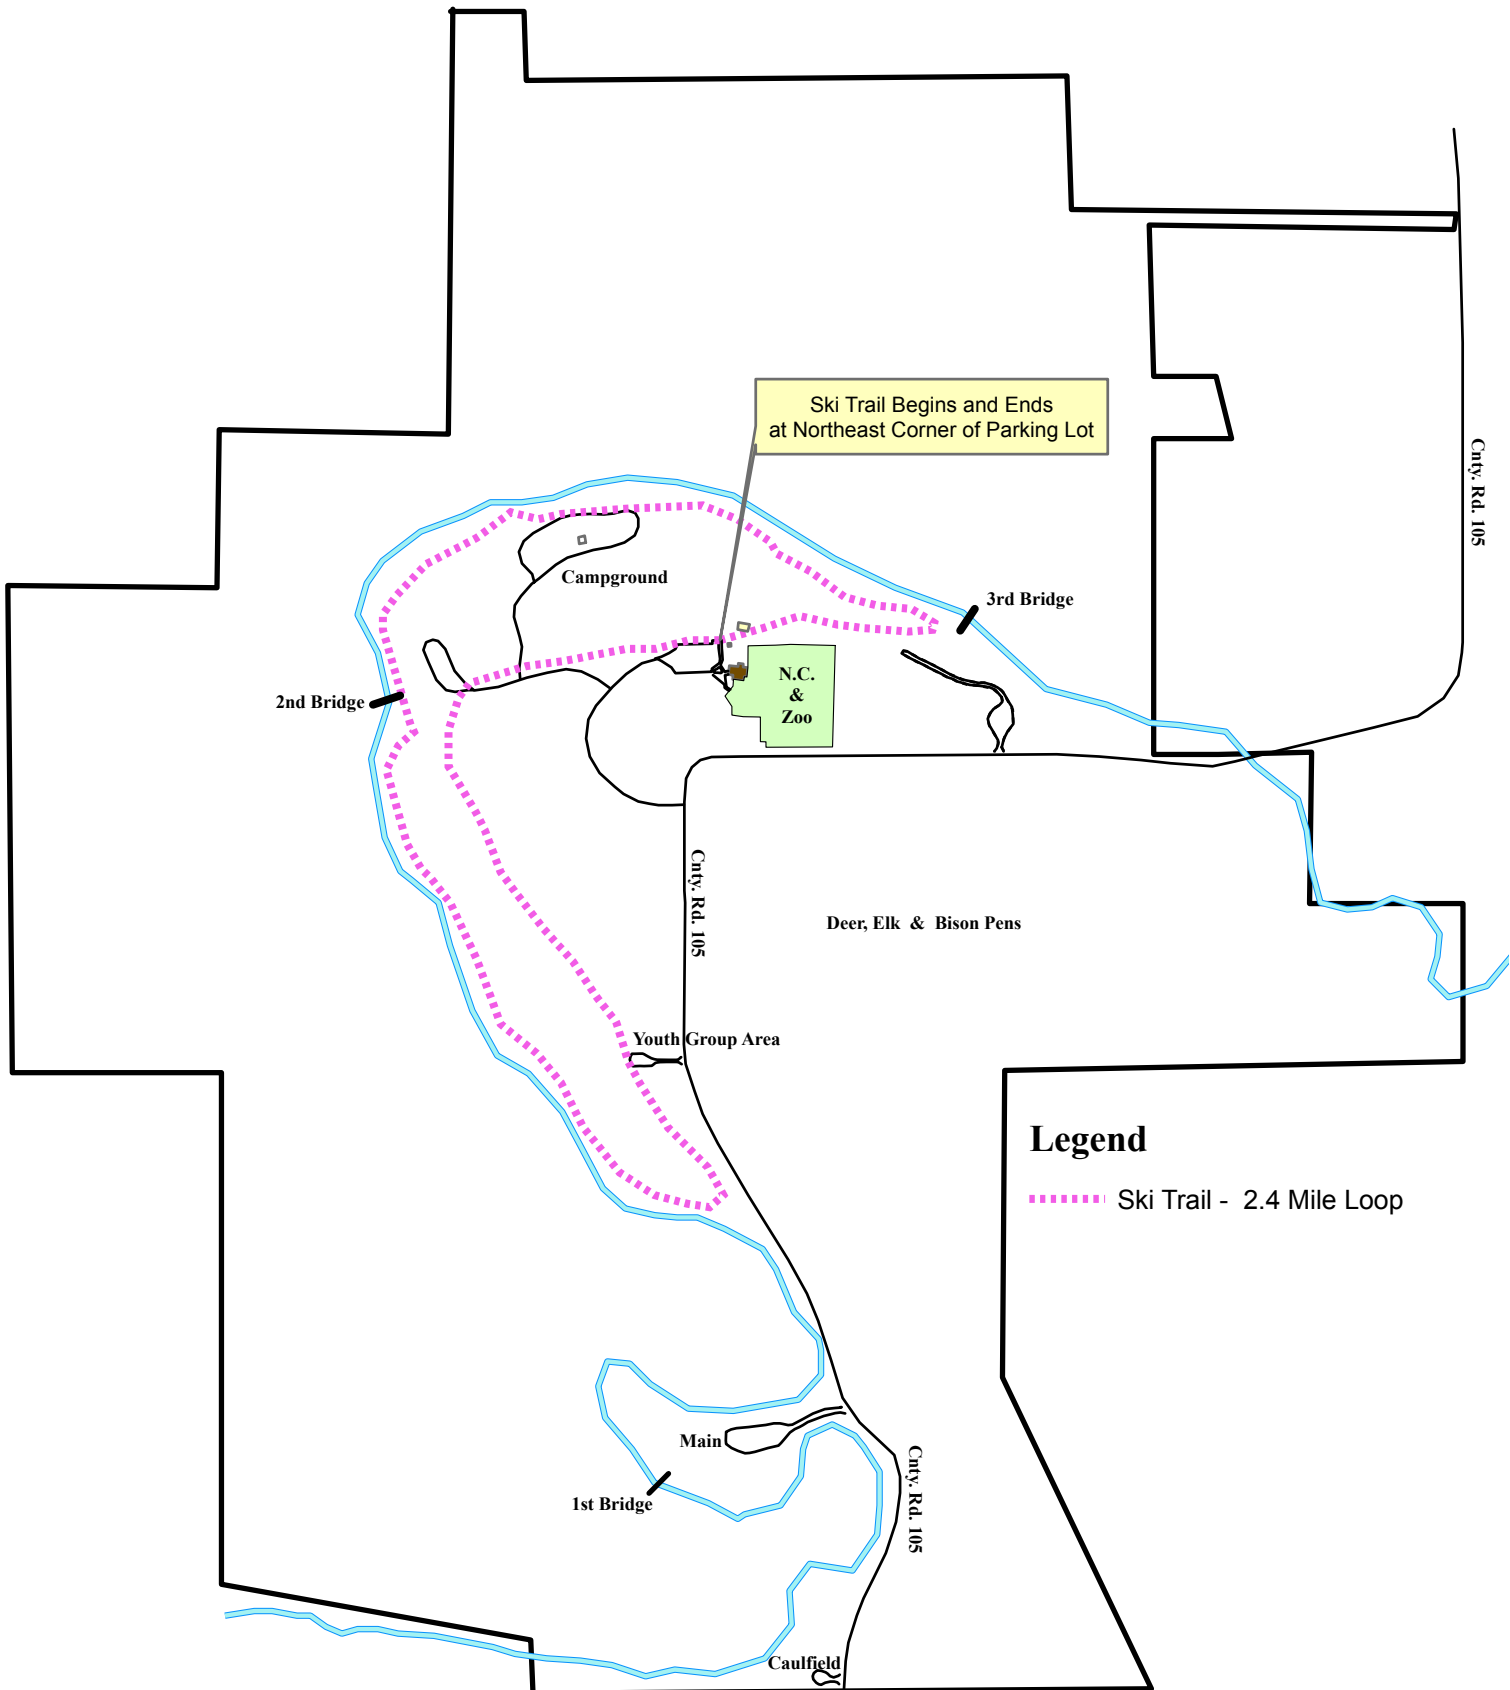 Ski Trail Begins and Ends
at Northeast Corner of Parking Lot
Cnty. Rd. 105
Campground
3rd Bridge
2nd Bridge
N.C.
&
Zoo
Cnty. Rd. 105
Deer, Elk & Bison Pens
Youth Group Area
Legend
Ski Trail - 2.4 Mile Loop
Main
1st Bridge
Cnty. Rd. 105
Caulfield